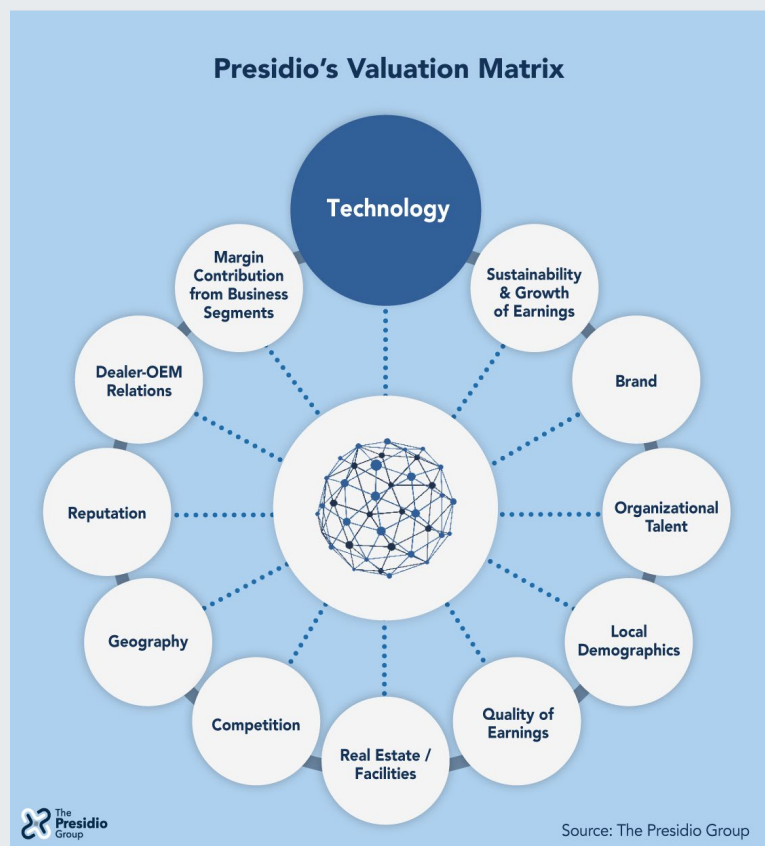 Presidio's Valuation Matrix
Technology
Sustainability
& Growth
of Earnings
Brand
Organizational
Talent
Local
Demographics
Quality of
Earnings
Real Estate /
Facilities
Competition
Geography
Reputation
Dealer-OEM
Relations
Margin
Contribution
from Business
Segments
The
Presidio
Group
Source: The Presidio Group